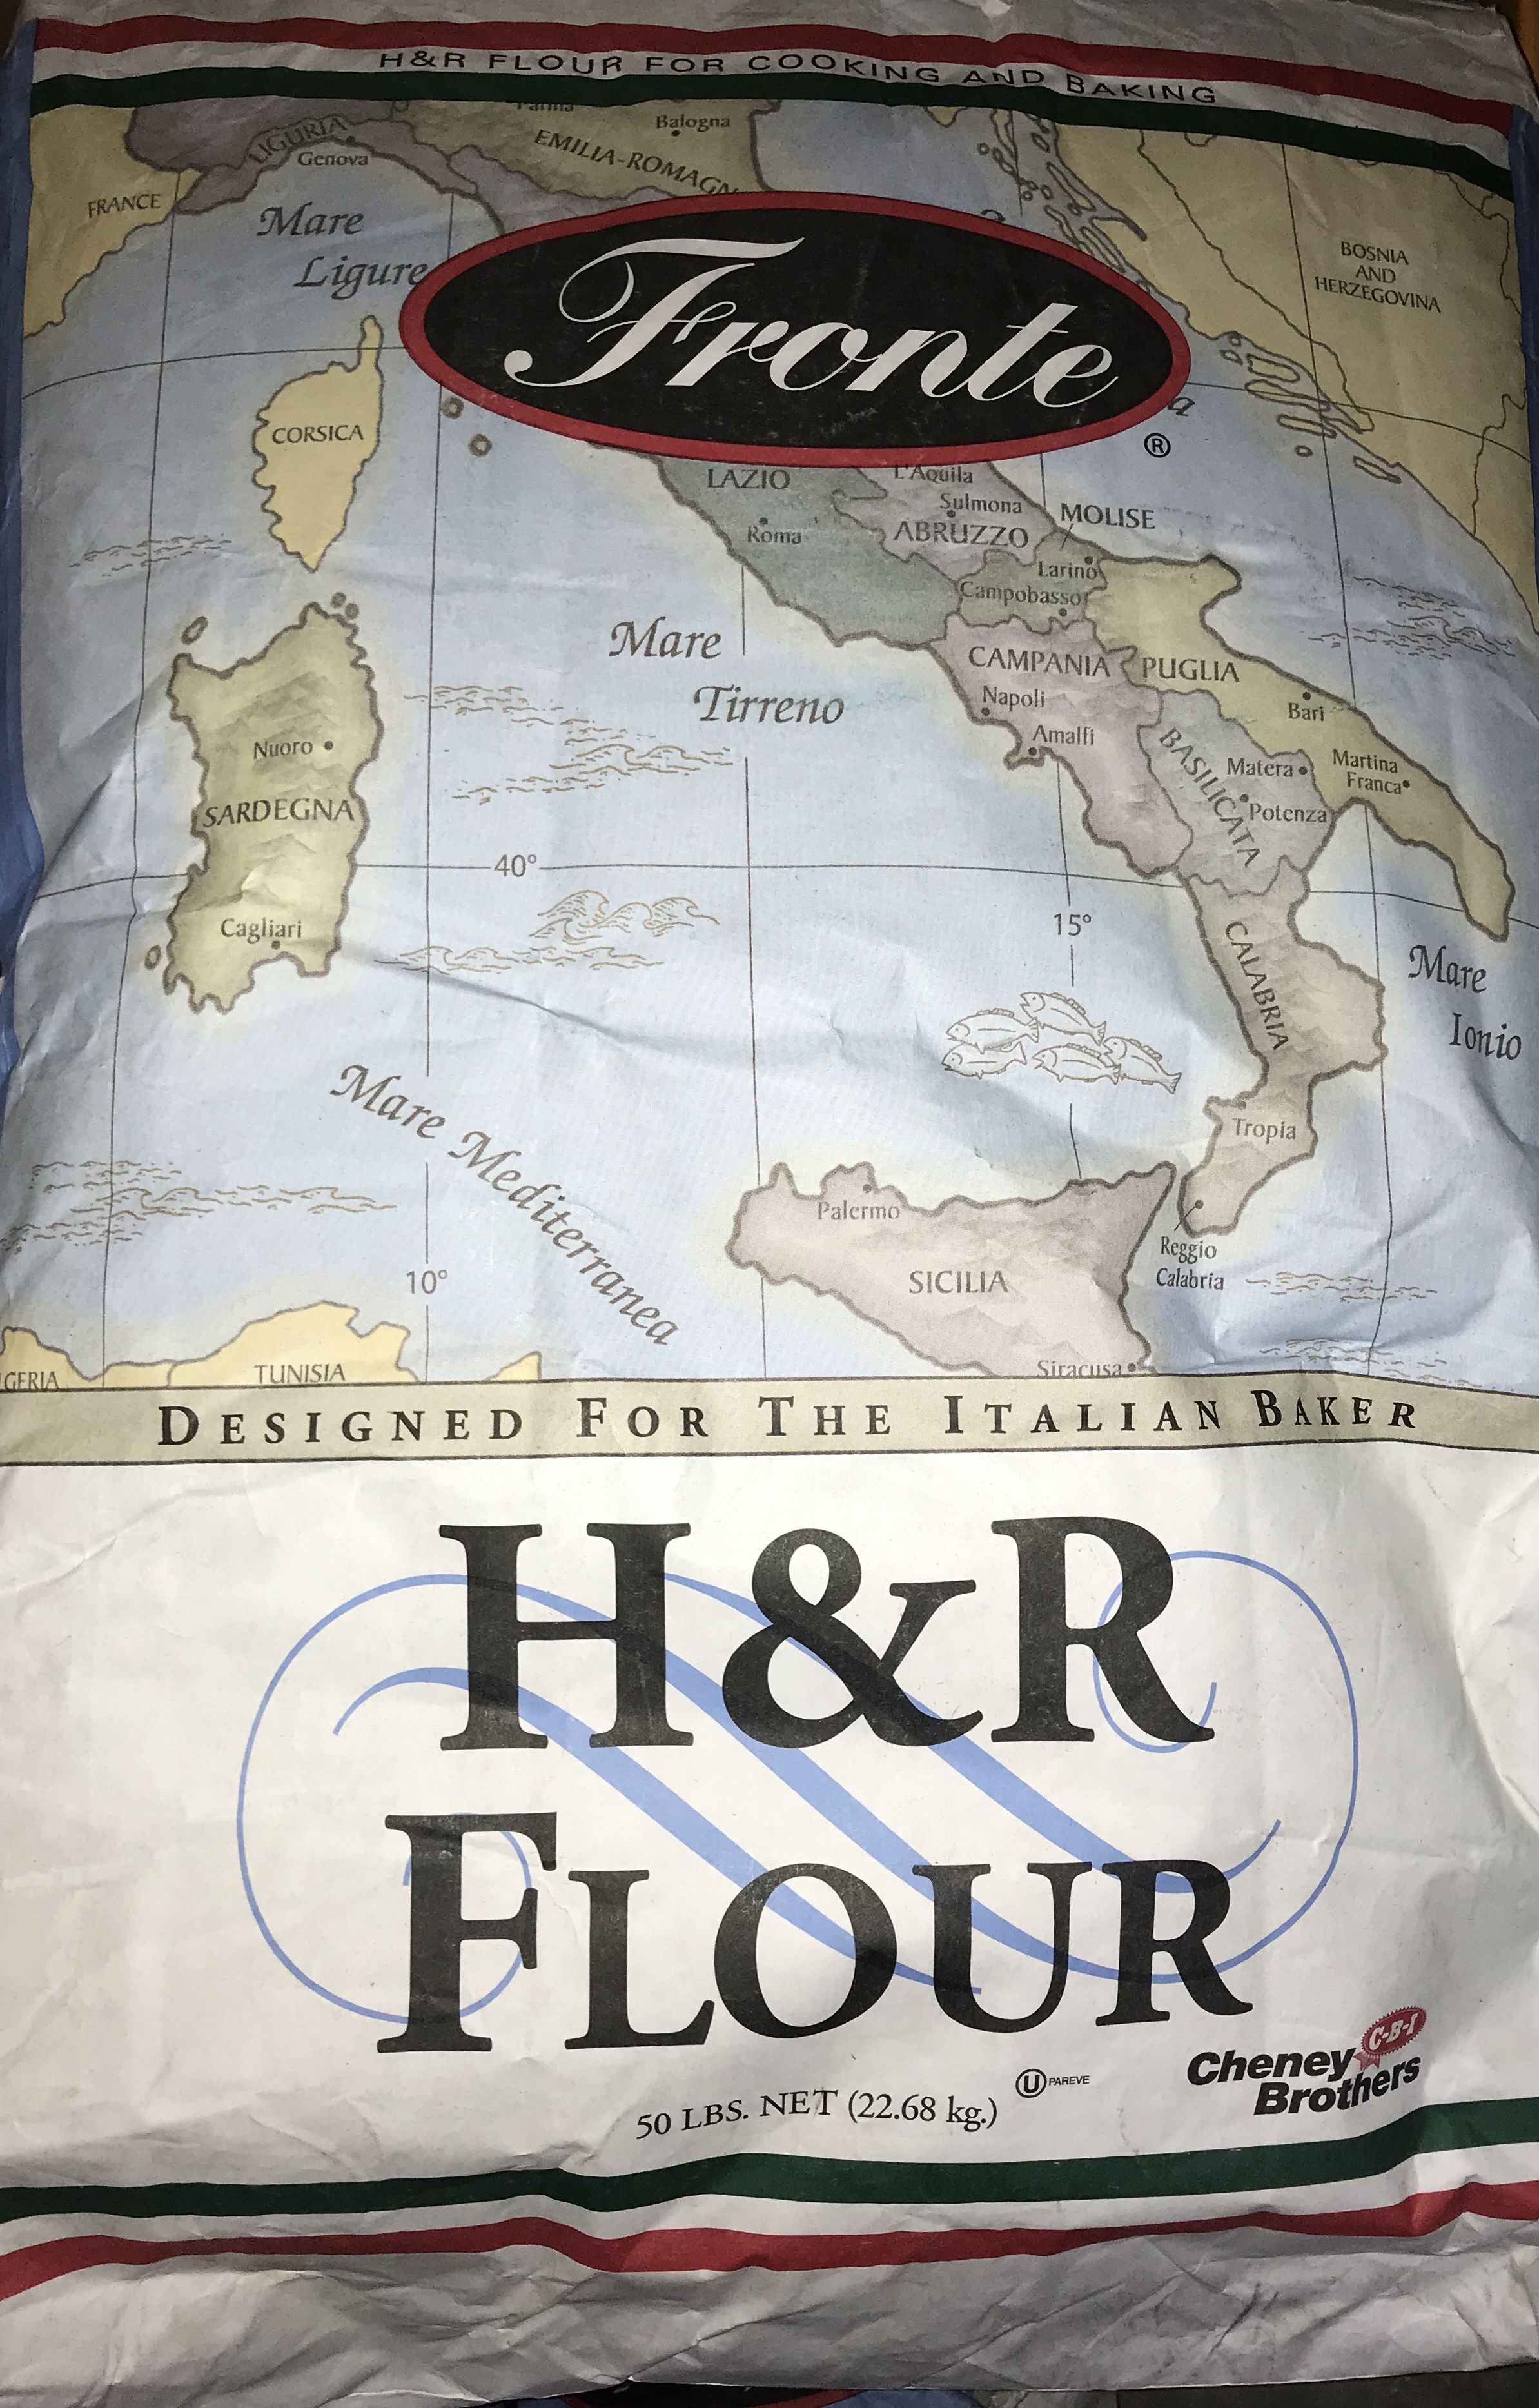 H&R FLOUR FOR COOKING AND BAKING
Parma
Balogna
LIGURIA
EMILIA-ROMAGN
Genova
FRANCE
Mare
Ligure
BOSNIA
AND
HERZEGOVINA
Fronte
®
a
CORSICA
LAZIO
L'Aquila
Sulmona
MOLISE
Roma
ABRUZZO
Larino
Campobasso
Mare
Tirreno
CAMPANIA
PUGLIA
Napoli
Bari
Amalfi
BASILICATA
Matera
Martina
Franca
Potenza
Nuoro
SARDEGNA
40°
Cagliari
15°
CALABRIA
Mare
Ionio
Mare Mediterranea
Tropia
Palermo
Reggio
Calabria
SICILIA
10°
Siracusa
GERIA
TUNISIA
DESIGNED FOR THE ITALIAN BAKER
H&R
FLOUR
C-B-I
Cheney
Brothers
U PAREVE
50 LBS. NET (22.68 kg.)